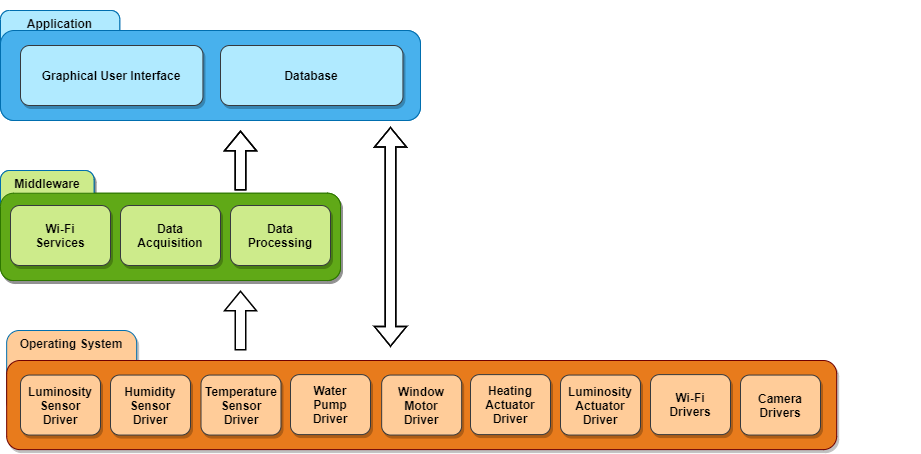 Application
Graphical User Interface
Database
Middleware
Wi-Fi
Services
Data
Acquisition
Data
Processing
Operating System
Luminosity
Sensor
Driver
Humidity
Sensor
Driver
Temperature
Sensor
Driver
Water
Pump
Driver
Window
Motor
Driver
Heating
Actuator
Driver
Luminosity
Actuator
Driver
Wi-Fi
Drivers
Camera
Drivers